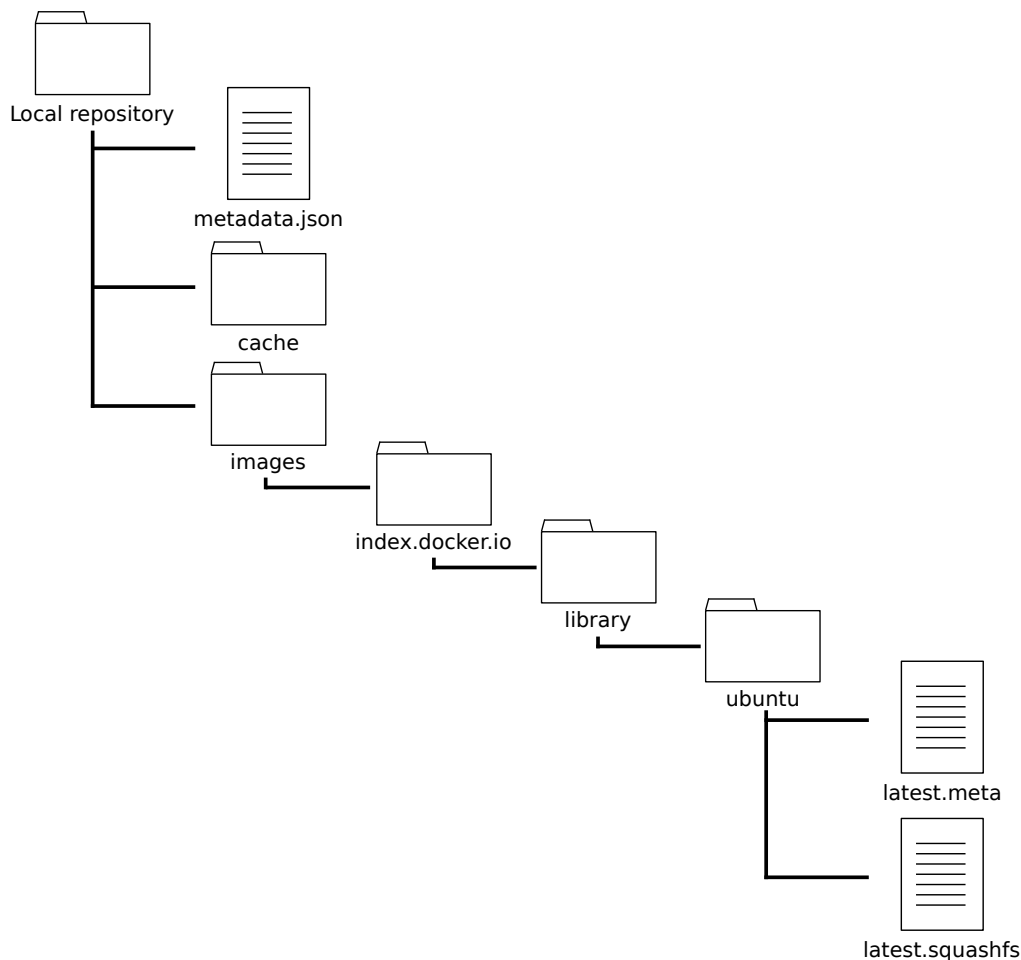 Local repository
metadata.json
cache
images
index.docker.io
library
ubuntu
latest.meta
latest.squashfs